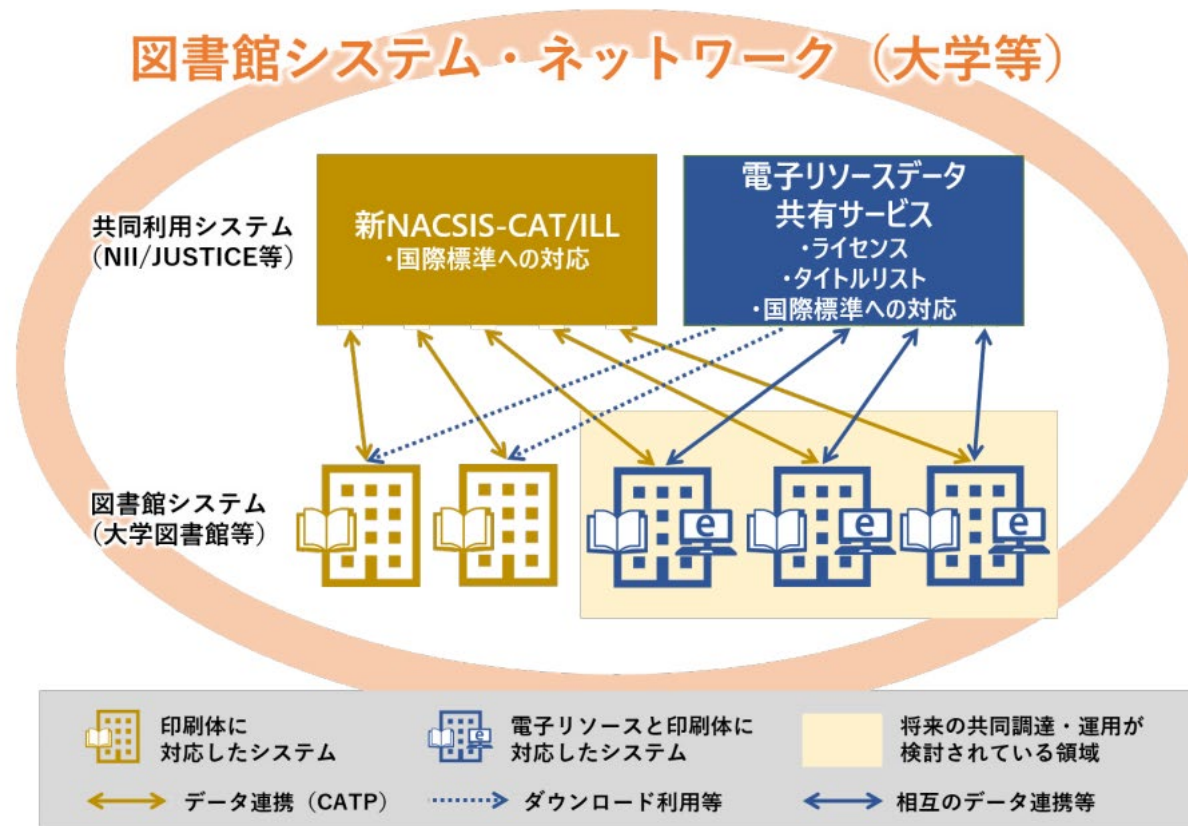 図書館システム・ネットワーク（大学等）
共同利用システム
（NII/JUSTICE等）
新NACSIS-CAT/ILL
・国際標準への対応
電子リソースデータ
共有サービス
・ライセンス
・タイトルリスト
・国際標準への対応
図書館システム
（大学図書館等）
e
e
e
印刷体に
対応したシステム
e
電子リソースと印刷体に
対応したシステム
将来の共同調達・運用が
検討されている領域
データ連携（CATP）
ダウンロード利用等
相互のデータ連携等